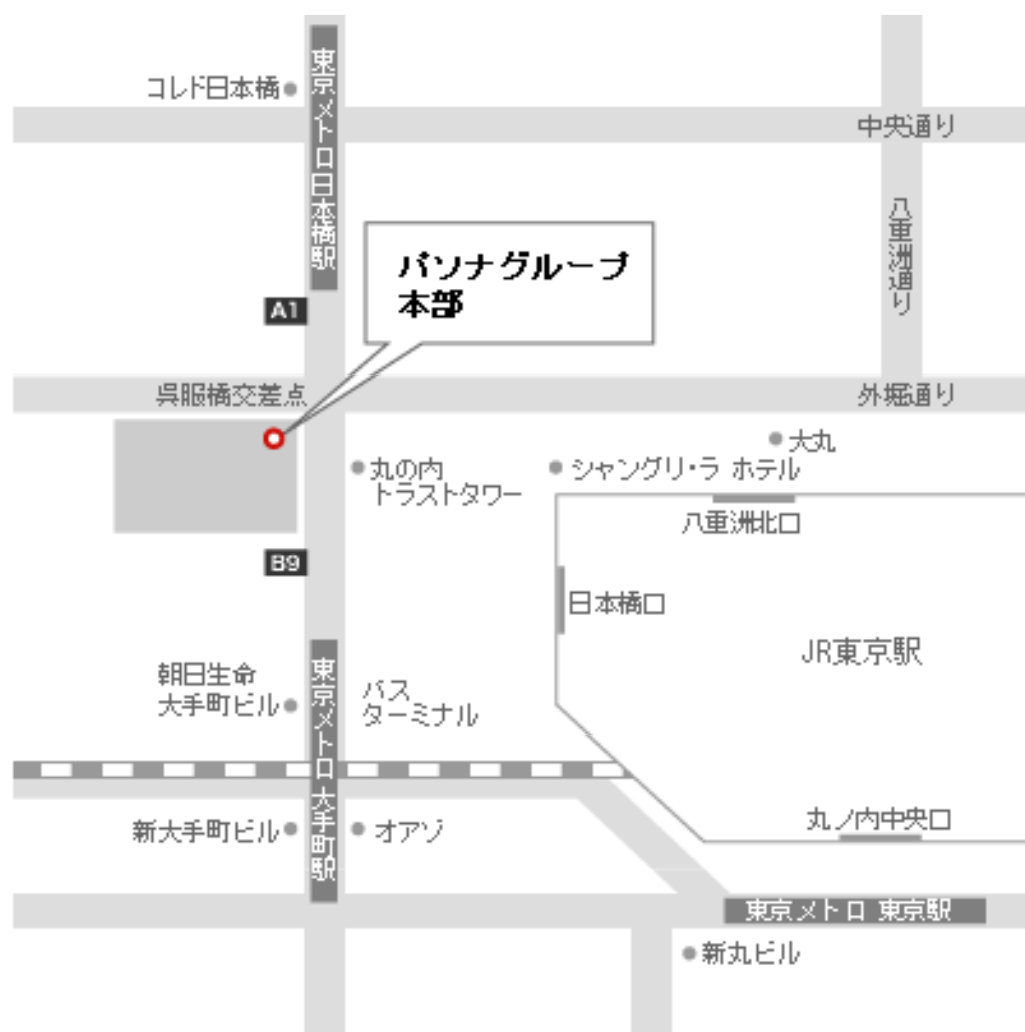 コレド日本橋
東京メトロ日本橋駅
中央通り
八重洲通り
パソナグループ
本部
A1
呉服橋交差点
外堀通り
大丸
丸の内
トラストタワー
シャングリ・ラ ホテル
八重洲北口
B9
日本橋口
JR東京駅
朝日生命
大手町ビル
東京メトロ 大手町駅
バス
ターミナル
新大手町ビル
オアゾ
丸ノ内中央口
東京メトロ 東京駅
新丸ビル